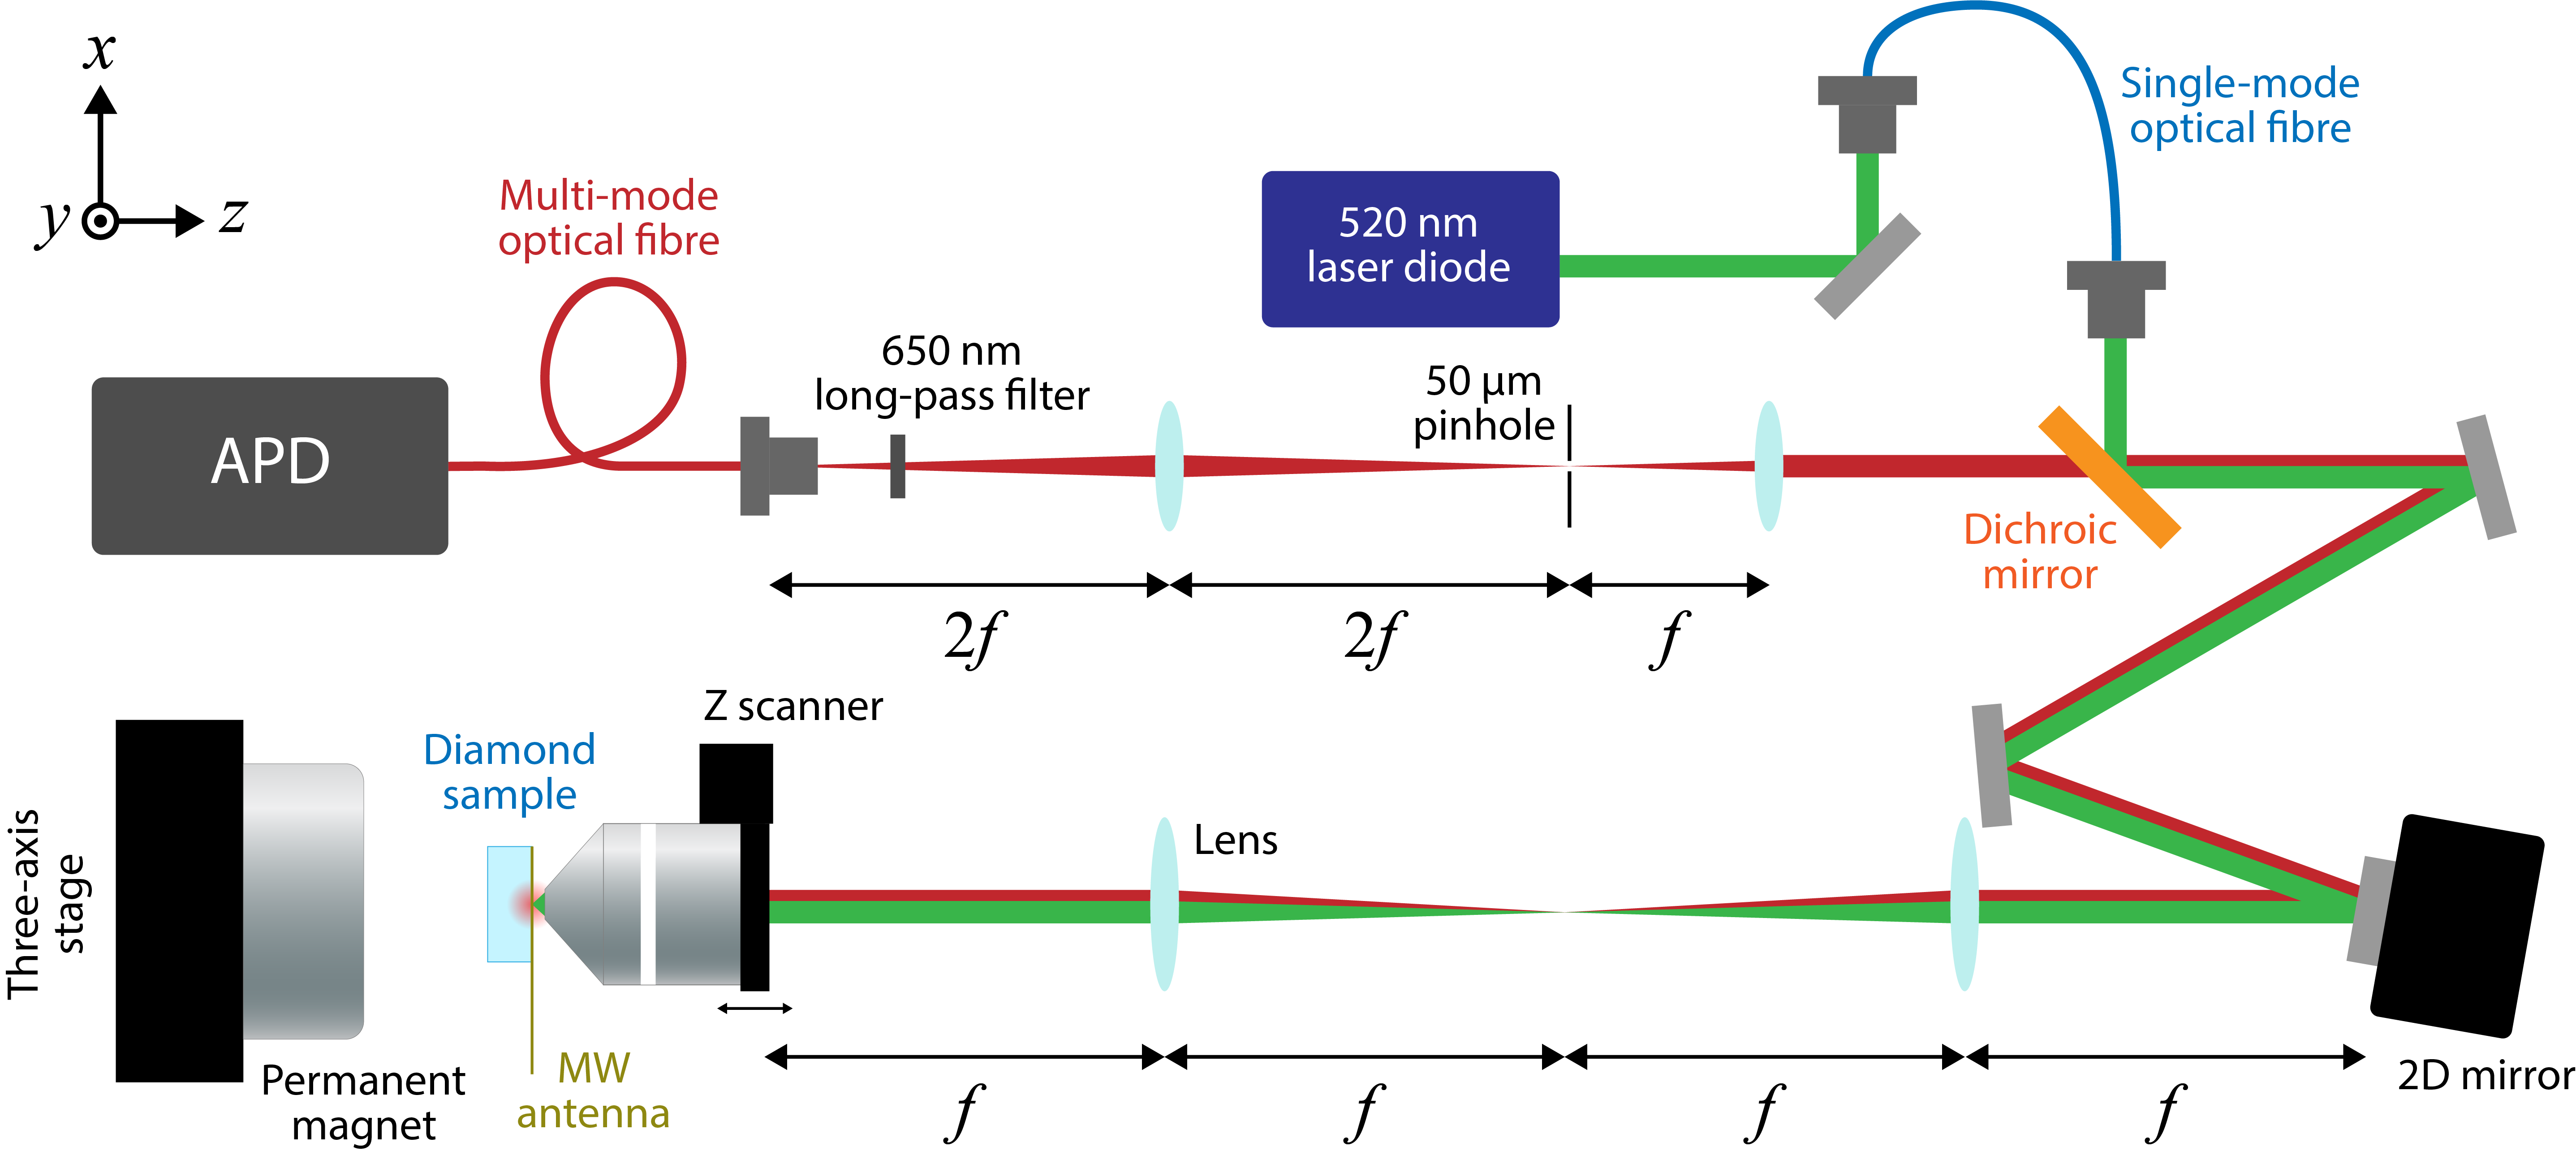 x
y
z
Multi-mode
optical fibre
APD
650 nm
long-pass filter
520 nm
laser diode
50 µm
pinhole
Single-mode
optical fibre
Dichroic
mirror
2f
2f
f
Three-axis
stage
Permanent
magnet
Diamond
sample
MW
antenna
Z scanner
Lens
2D mirror
f
f
f
f